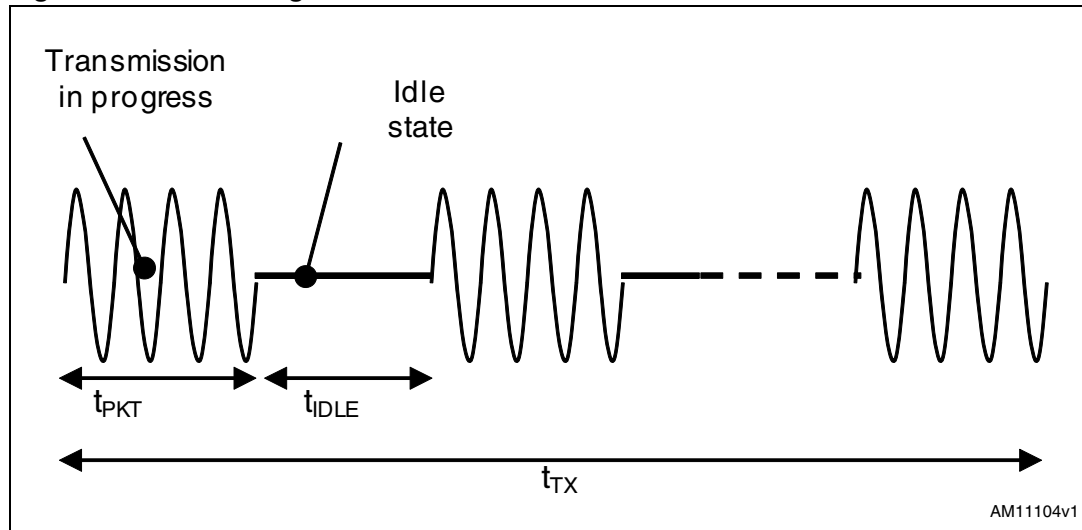 Transmission
in progress
Idle
state
tPKT
tIDLE
tTX
AM11104v1